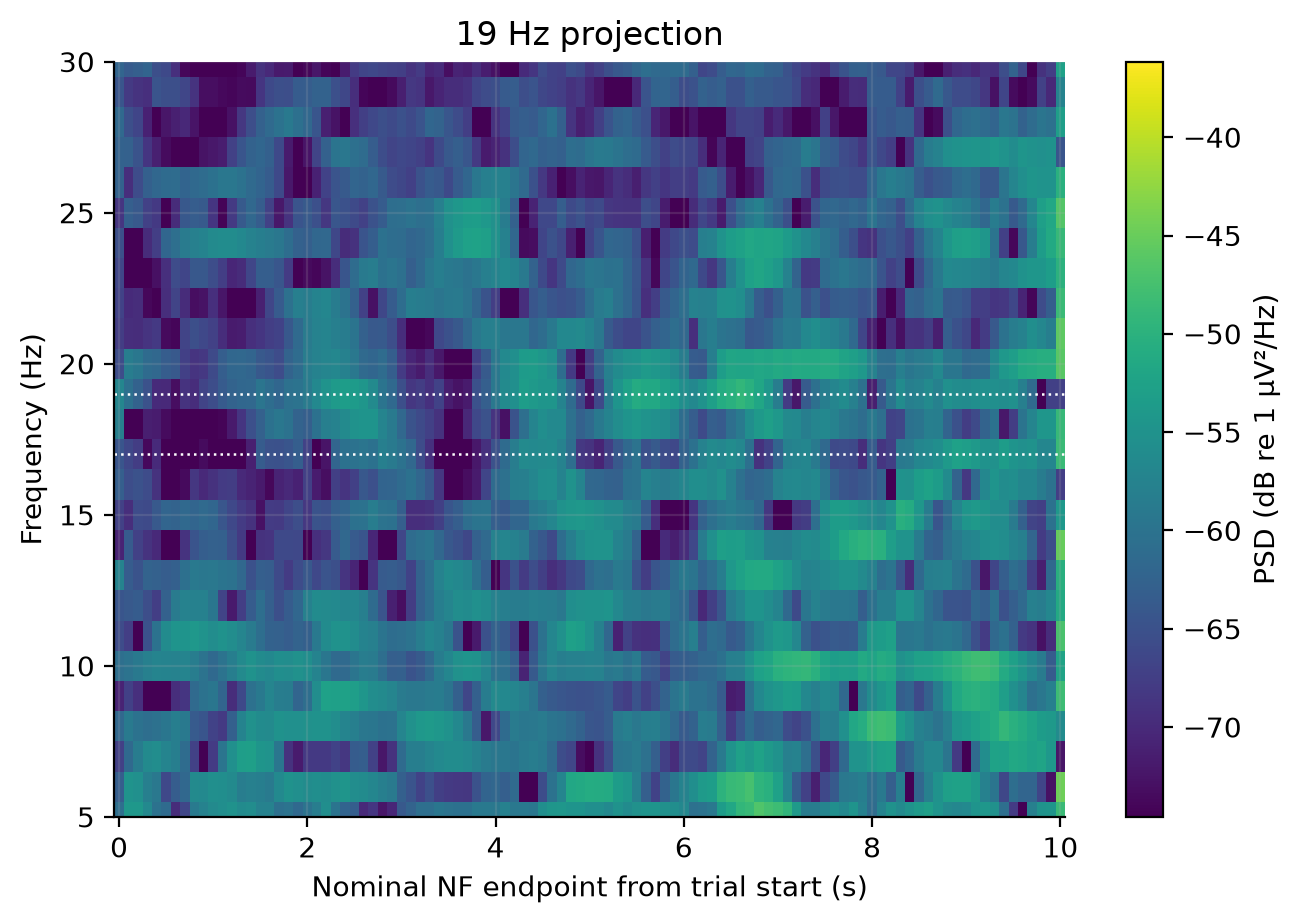 19 Hz projection
30
25
20
15
10
5
Frequency (Hz)
0 2 4 6 8 10
Nominal NF endpoint from trial start (s)
−40
−45
−50
−55
−60
−65
−70
PSD (dB re 1 µV²/Hz)